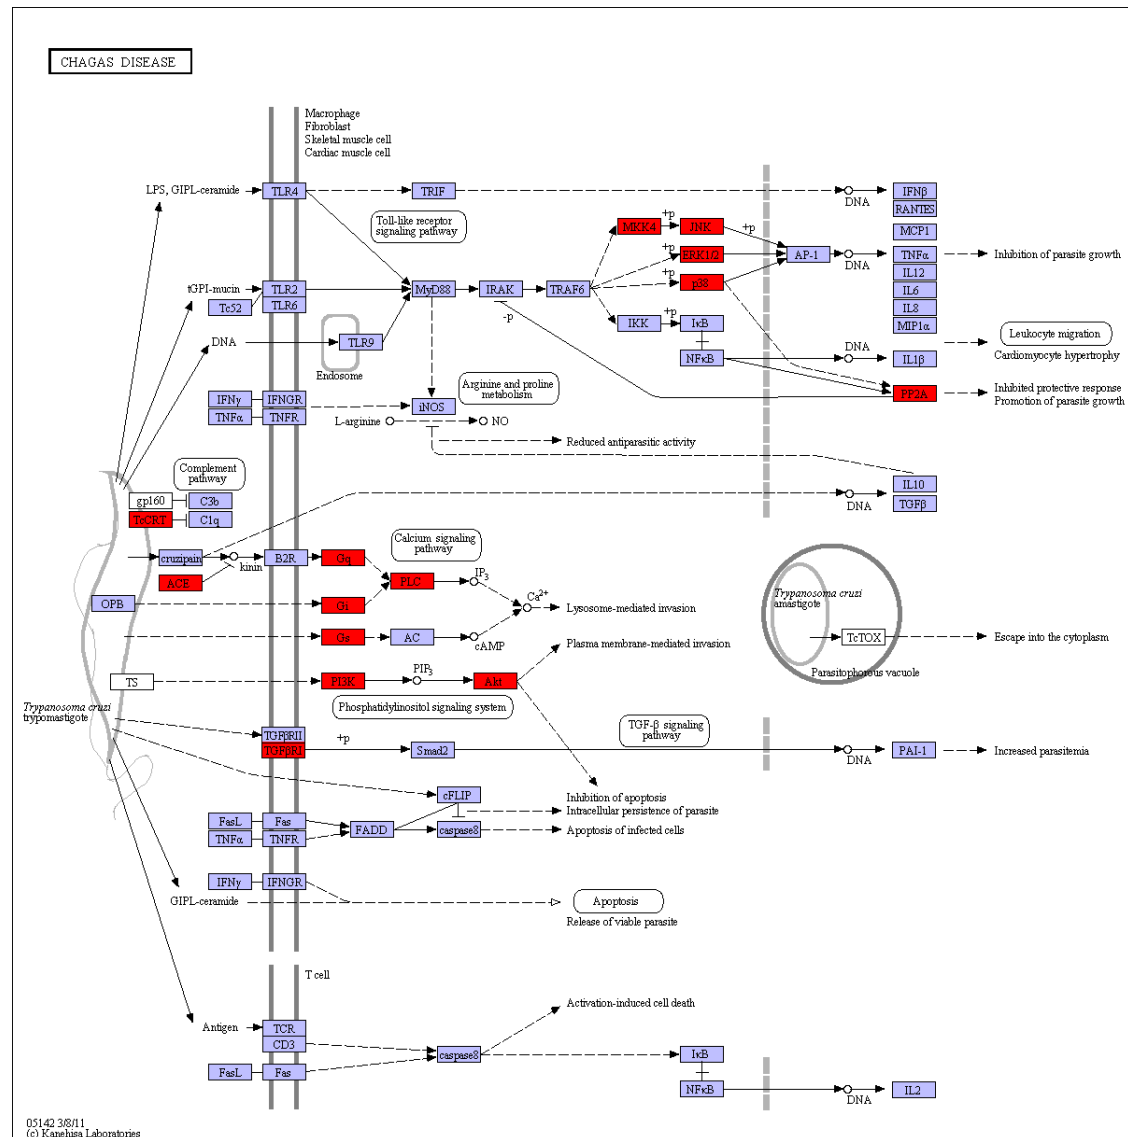 CHAGAS DISEASE
Macrophage
Fibroblast
Skeletal muscle cell
Cardiac muscle cell
LPS, GIPL-ceramide
TLR4
TRIF
DNA
IFNβ
RANTES
MCP1
Toll-like receptor
signaling pathway
MKK4
+p
JNK
+p
+p
ERK1/2
AP-1
DNA
TNFα
Inhibition of parasite growth
IL12
tGPI-mucin
TLR2
MyD88
IRAK
TRAF6
+p
p38
IL6
Tc52
TLR6
IL8
-p
IKK
+p
IκB
MIP1α
Leukocyte migration
DNA
TLR9
DNA
NFκB
IL1β
Cardiomyocyte hypertrophy
Endosome
Arginine and proline
metabolism
PP2A
Inhibited protective response
Promotion of parasite growth
IFNγ
IFNGR
iNOS
TNFα
TNFR
L-arginine
NO
Reduced antiparasitic activity
Complement
pathway
gp160
C3b
TcCRT
C1q
IL10
TGFβ
DNA
Calcium signaling
pathway
cruzipain
kinin
B2R
Gq
ACE
PLC
IP3
Ca2+
OPB
Gi
Lysosome-mediated invasion
Gs
AC
cAMP
Plasma membrane-mediated invasion
Trypanosoma cruzi
amastigote
TcTOX
Escape into the cytoplasm
Parasitophorous vacuole
TS
PI3K
PIP3
Akt
Phosphatidylinositol signaling system
Trypanosoma cruzi
trypomastigote
TGFβRII
TGFβRI
+p
Smad2
TGF-β signaling
pathway
DNA
PAI-1
Increased parasitemia
cFLIP
Inhibition of apoptosis
Intracellular persistence of parasite
FasL
Fas
FADD
caspase8
Apoptosis of infected cells
TNFα
TNFR
IFNγ
IFNGR
GIPL-ceramide
Apoptosis
Release of viable parasite
T cell
Activation-induced cell death
Antigen
TCR
CD3
caspase8
IκB
FasL
Fas
NFκB
DNA
IL2
05142 3/8/11
(c) Kanehisa Laboratories